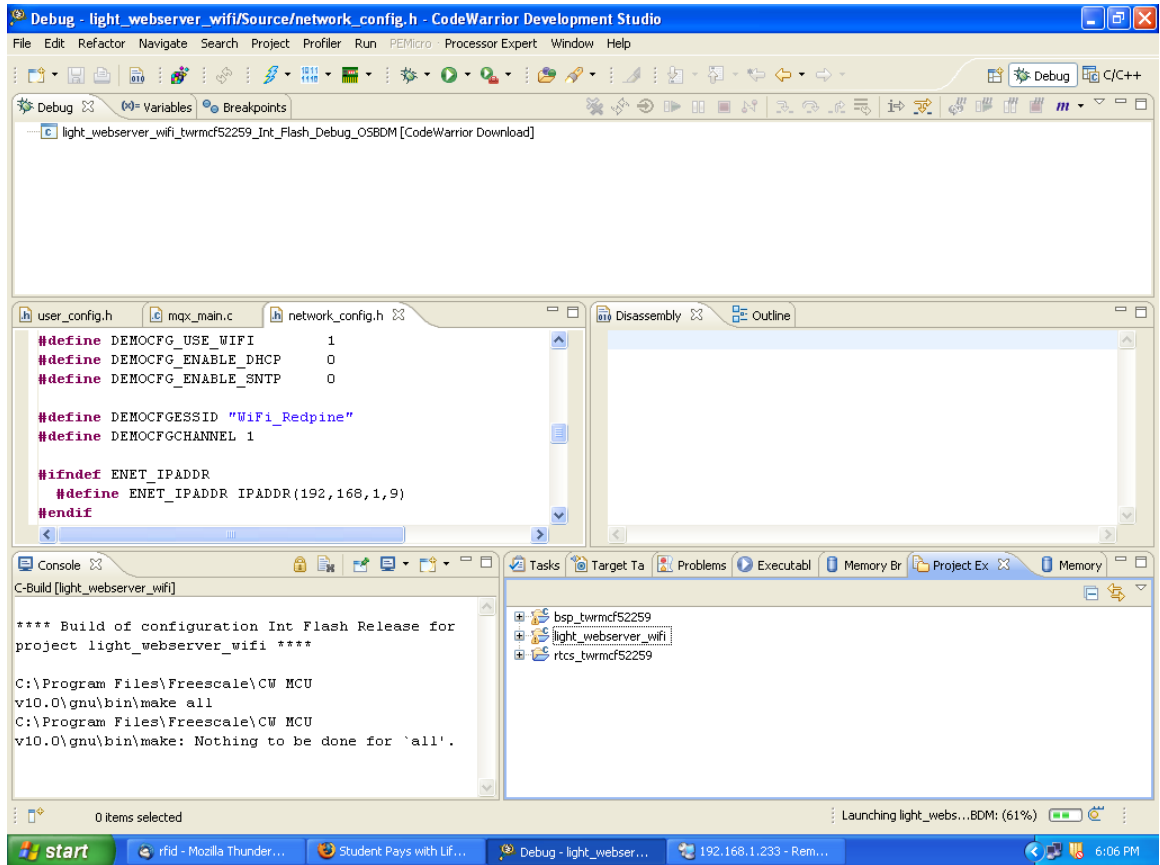 Debug - light_webserver_wifi/Source/network_config.h - CodeWarrior Development Studio
File Edit Refactor Navigate Search Project Profiler Run PEMicro Processor Expert Window Help
Debug C/C++
Debug (x)= Variables Breakpoints
light_webserver_wifi_twrmcf52259_Int_Flash_Debug_OSBDM [CodeWarrior Download]
user_config.h mqx_main.c network_config.h
Disassembly Outline
#define DEMOCFG_USE_WIFI 1
#define DEMOCFG_ENABLE_DHCP 0
#define DEMOCFG_ENABLE_SNTP 0
#define DEMOCFGESSID "WiFi_Redpine"
#define DEMOCFGCHANNEL 1
#ifndef ENET_IPADDR
#define ENET_IPADDR IPADDR(192,168,1,9)
#endif
Console
C-Build [light_webserver_wifi]
**** Build of configuration Int Flash Release for
project light_webserver_wifi ****
C:\Program Files\Freescale\CW MCU
v10.0\gnu\bin\make all
C:\Program Files\Freescale\CW MCU
v10.0\gnu\bin\make: Nothing to be done for `all'.
Tasks Target Ta Problems Executabl Memory Br Project Ex Memory
bsp_twrmcf52259
light_webserver_wifi
rtcs_twrmcf52259
0 items selected
Launching light_webs...BDM: (61%)
start rfid - Mozilla Thunder... Student Pays with Lif... Debug - light_webser... 192.168.1.233 - Rem... 6:06 PM